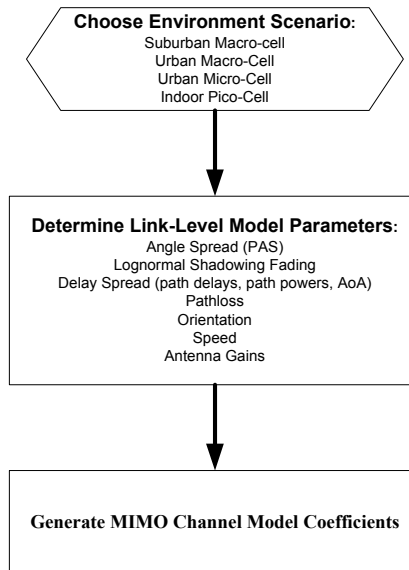 Choose Environment Scenario:
Suburban Macro-cell
Urban Macro-Cell
Urban Micro-Cell
Indoor Pico-Cell
Determine Link-Level Model Parameters:
Angle Spread (PAS)
Lognormal Shadowing Fading
Delay Spread (path delays, path powers, AoA)
Pathloss
Orientation
Speed
Antenna Gains
Generate MIMO Channel Model Coefficients